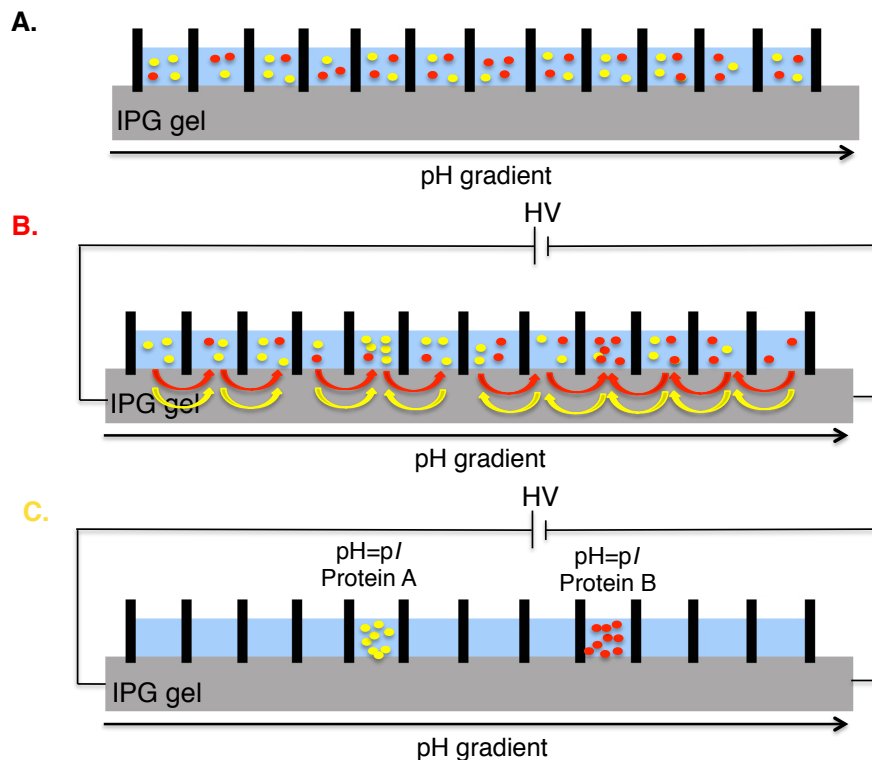 A.
IPG gel
pH gradient
HV
B.
IPG gel
pH gradient
HV
C.
pH=pI
Protein A
pH=pI
Protein B
IPG gel
pH gradient